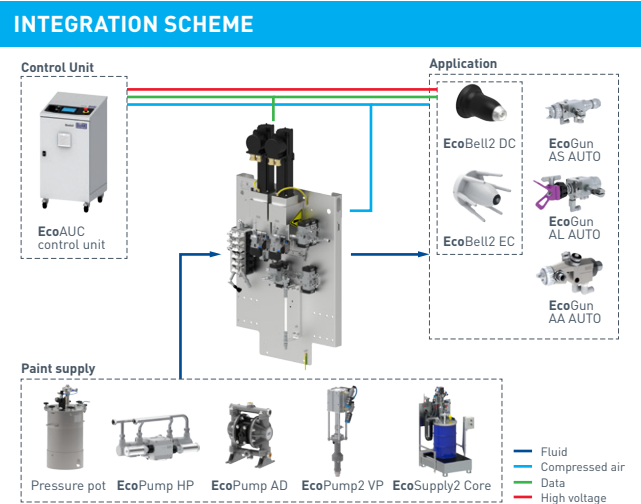 INTEGRATION SCHEME
Control Unit
Application
EcoAUC
control unit
EcoBell2 DC
EcoGun
AS AUTO
EcoGun
AL AUTO
EcoBell2 EC
EcoGun
AA AUTO
Paint supply
Pressure pot
EcoPump HP
EcoPump AD
EcoPump2 VP
EcoSupply2 Core
Fluid
Compressed air
Data
High voltage